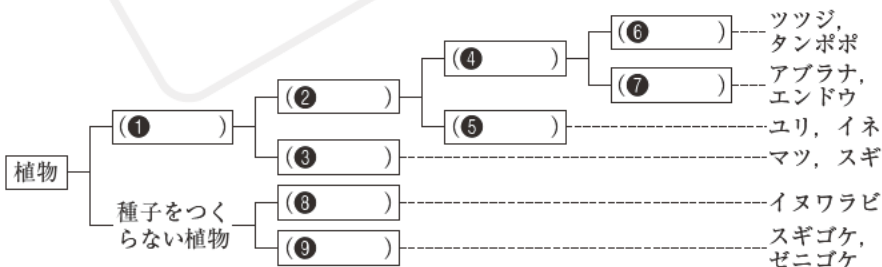 (❶ )
(❷ )
(❸ )
(❹ )
(❺ )
(❻ )
(❼ )
ツツジ,
タンポポ
アブラナ,
エンドウ
ユリ, イネ
マツ, スギ
植物
種子をつく
らない植物
(❽ )
(❾ )
イヌワラビ
スギゴケ,
ゼニゴケ